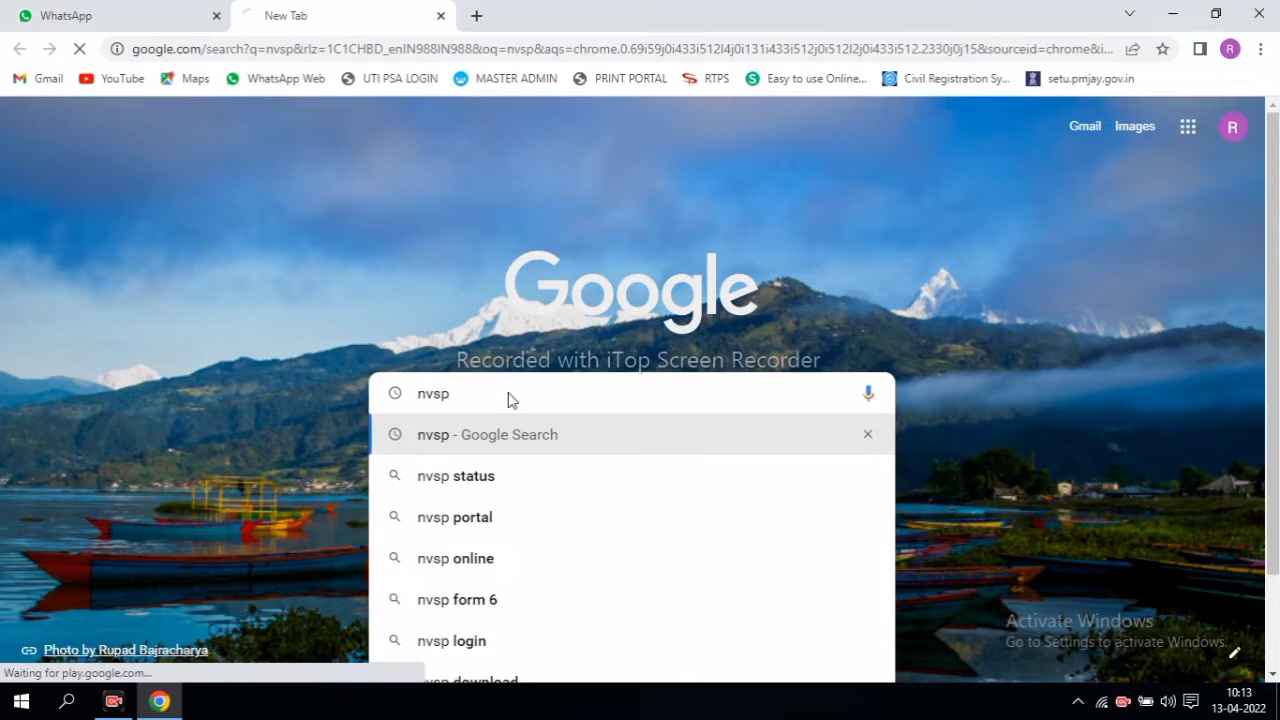 WhatsApp
New Tab
google.com/search?q=nvsp&rlz=1C1CHBD_enIN988IN988&oq=nvsp&aqs=chrome.0.69i59j0i433i512l4j0i131i433i512j0i512l2j0i433i512.2330j0j15&sourceid=chrome&i...
Gmail YouTube Maps WhatsApp Web UTI PSA LOGIN MASTER ADMIN PRINT PORTAL RTPS Easy to use Online... Civil Registration Sy... setu.pmjay.gov.in
R
Gmail Images R
Google
Recorded with iTop Screen Recorder
nvsp
nvsp - Google Search
nvsp status
nvsp portal
nvsp online
nvsp form 6
nvsp login
nvsp download
Activate Windows
Go to Settings to activate Windows.
Photo by Rupad Bajracharya
Waiting for play.google.com...
10:13
13-04-2022